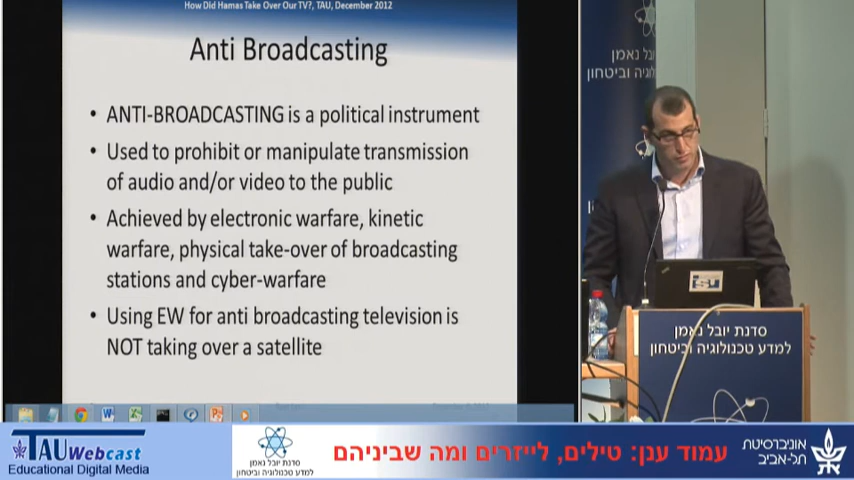 How Did Hamas Take Over Our TV?, TAU, December 2012
Anti Broadcasting
• ANTI-BROADCASTING is a political instrument
• Used to prohibit or manipulate transmission
of audio and/or video to the public
• Achieved by electronic warfare, kinetic
warfare, physical take-over of broadcasting
stations and cyber-warfare
• Using EW for anti broadcasting television is
NOT taking over a satellite
יובל נאמן
טכנולוגיה וביטחון
isu
סדנת יובל נאמן
למדע טכנולוגיה וביטחון
TAU Webcast
Educational Digital Media
סדנת יובל נאמן
למדע טכנולוגיה וביטחון
עמוד ענן: טילים, לייזרים ומה שביניהם
אוניברסיטת
תל-אביב